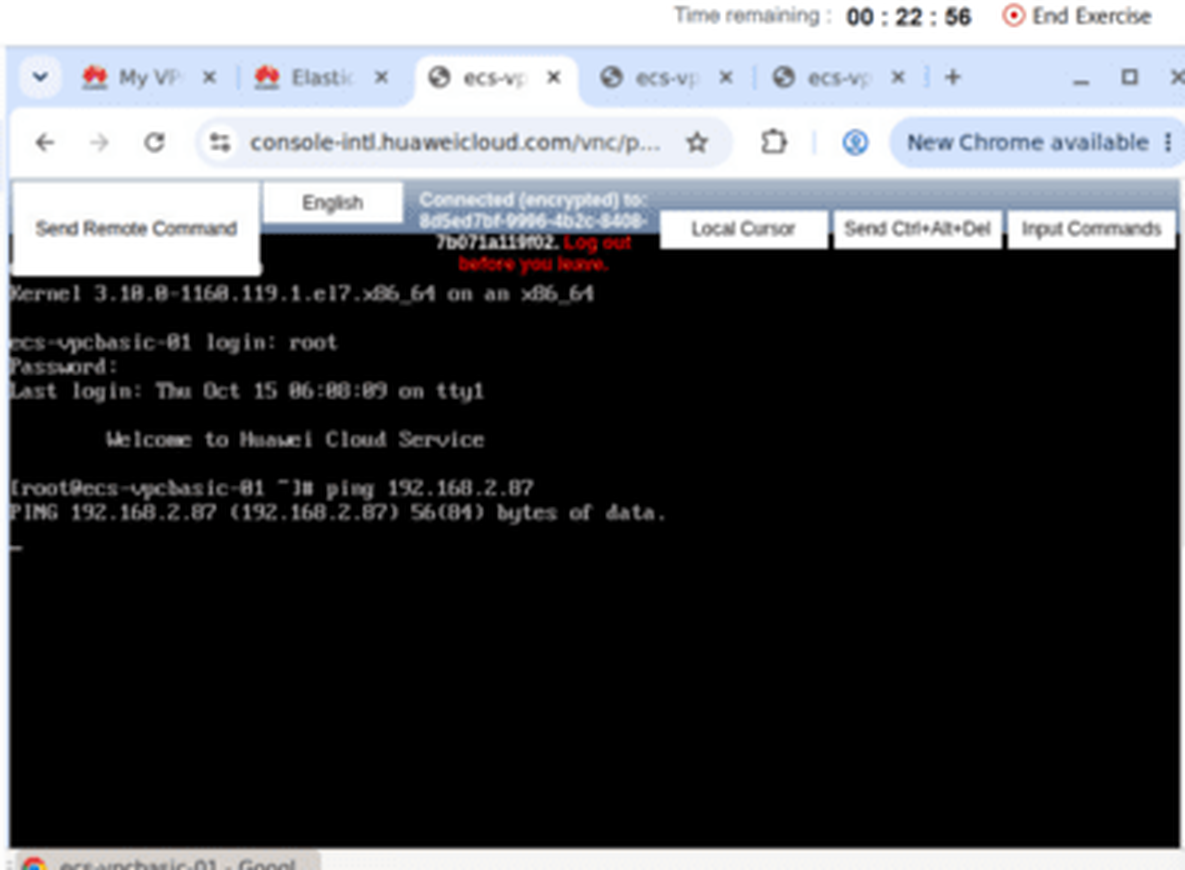 Time remaining : 00 : 22 : 56 End Exercise
My VP Elastic ecs-vp ecs-vp ecs-vp
console-intl.huaweicloud.com/vnc/p... New Chrome available
Send Remote Command
English
Connected (encrypted) to:
8d5ed7bf-9996-4b2c-8408-
7b071a119f02. Log out
before you leave.
Local Cursor
Send Ctrl+Alt+Del
Input Commands
Kernel 3.10.0-1160.119.1.el7.x86_64 on an x86_64
ecs-vpcbasic-01 login: root
Password:
Last login: Thu Oct 15 06:08:09 on tty1
Welcome to Huawei Cloud Service
[root@ecs-vpcbasic-01 ~]# ping 192.168.2.87
PING 192.168.2.87 (192.168.2.87) 56(84) bytes of data.
ecs-vpcbasic-01 - Googl